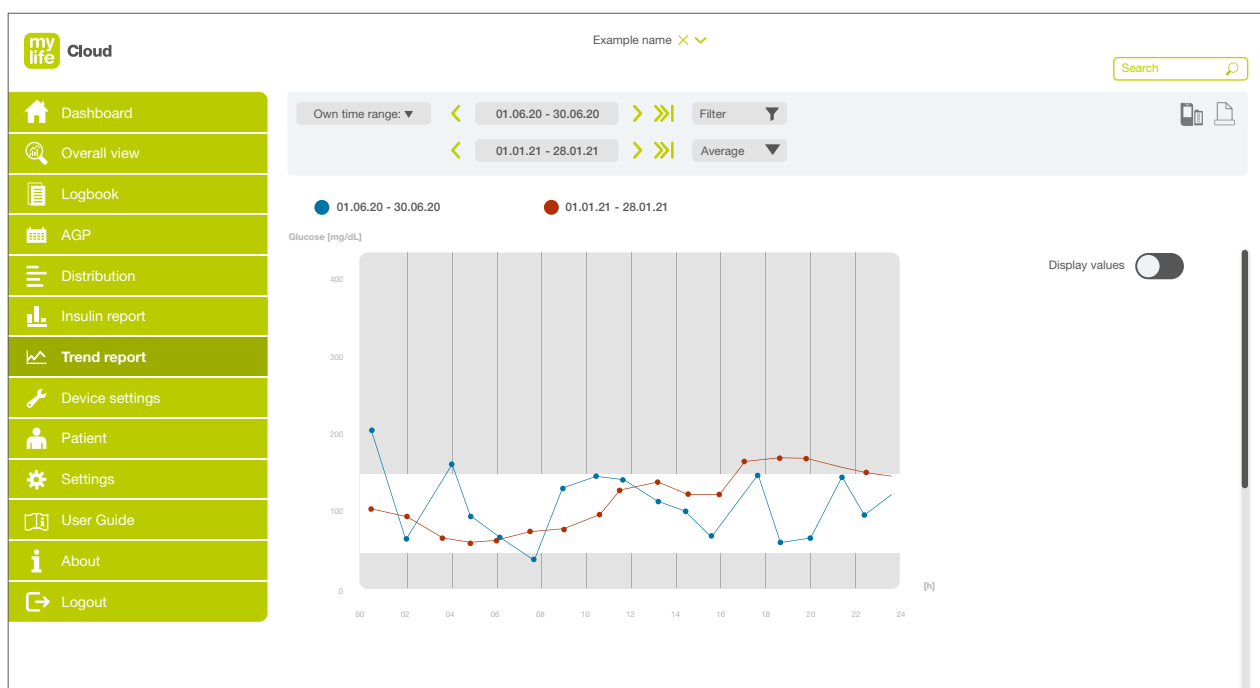 my
life
Cloud
Example name
Search
Dashboard
Overall view
Logbook
AGP
Distribution
Insulin report
Trend report
Device settings
Patient
Settings
User Guide
About
Logout
Own time range:
01.06.20 - 30.06.20
Filter
01.01.21 - 28.01.21
Average
01.06.20 - 30.06.20
01.01.21 - 28.01.21
Glucose [mg/dL]
Display values
400
300
200
100
0
[h]
00 02 04 06 08 10 12 14 16 18 20 22 24